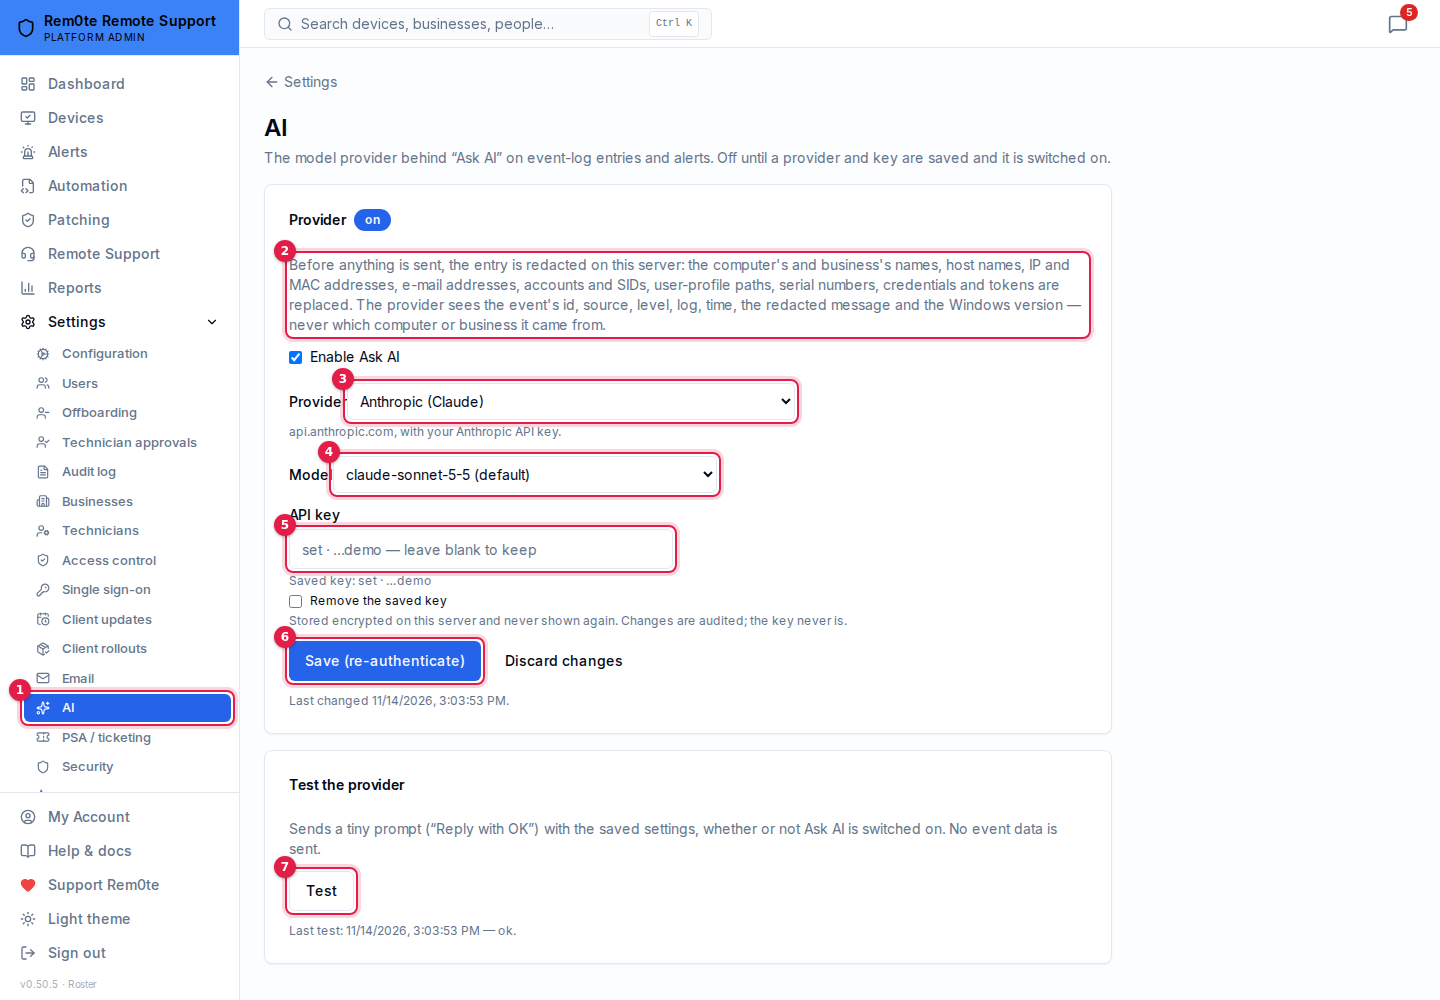 Rem0te Remote Support
PLATFORM ADMIN
Search devices, businesses, people...
Ctrl K
5
Dashboard
Devices
Alerts
Automation
Patching
Remote Support
Reports
Settings
Configuration
Users
Offboarding
Technician approvals
Audit log
Businesses
Technicians
Access control
Single sign-on
Client updates
Client rollouts
Email
1
AI
PSA / ticketing
Security
My Account
Help & docs
Support Rem0te
Light theme
Sign out
v0.50.5 · Roster
Settings
AI
The model provider behind “Ask AI” on event-log entries and alerts. Off until a provider and key are saved and it is switched on.
Provider on
2
Before anything is sent, the entry is redacted on this server: the computer's and business's names, host names, IP and
MAC addresses, e-mail addresses, accounts and SIDs, user-profile paths, serial numbers, credentials and tokens are
replaced. The provider sees the event's id, source, level, log, time, the redacted message and the Windows version —
never which computer or business it came from.
Enable Ask AI
3
Provider Anthropic (Claude)
api.anthropic.com, with your Anthropic API key.
4
Model claude-sonnet-5-5 (default)
API key
5
set · ...demo — leave blank to keep
Saved key: set · ...demo
Remove the saved key
Stored encrypted on this server and never shown again. Changes are audited; the key never is.
6
Save (re-authenticate) Discard changes
Last changed 11/14/2026, 3:03:53 PM.
Test the provider
Sends a tiny prompt (“Reply with OK”) with the saved settings, whether or not Ask AI is switched on. No event data is
sent.
7
Test
Last test: 11/14/2026, 3:03:53 PM — ok.